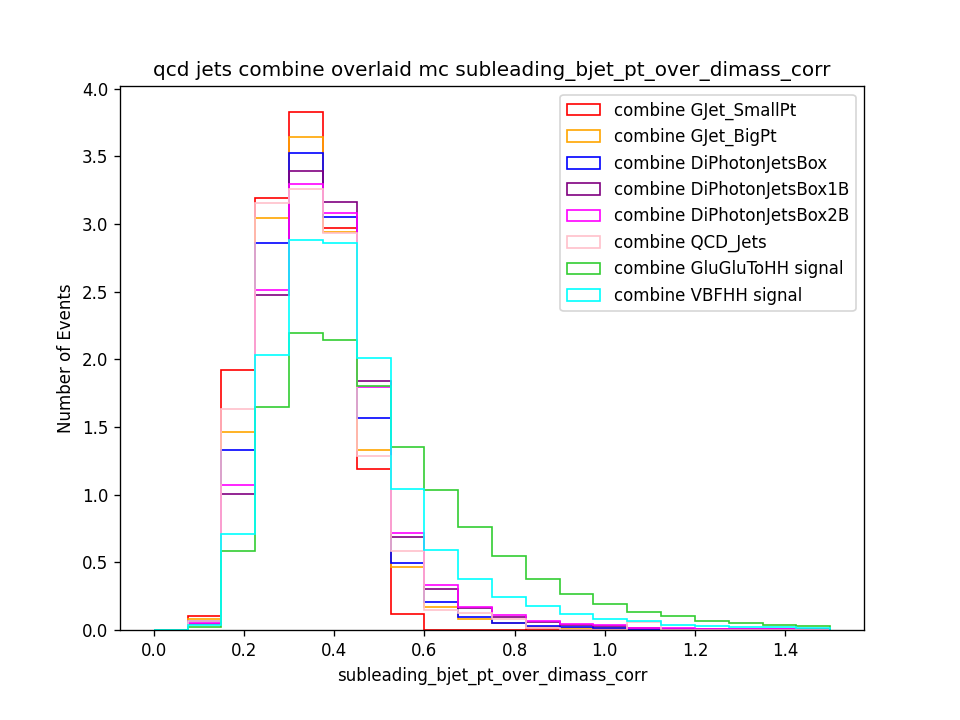 qcd jets combine overlaid mc subleading_bjet_pt_over_dimass_corr
combine GJet_SmallPt
combine GJet_BigPt
combine DiPhotonJetsBox
combine DiPhotonJetsBox1B
combine DiPhotonJetsBox2B
combine QCD_Jets
combine GluGluToHH signal
combine VBFHH signal
Number of Events
4.0
3.5
3.0
2.5
2.0
1.5
1.0
0.5
0.0
0.0 0.2 0.4 0.6 0.8 1.0 1.2 1.4
subleading_bjet_pt_over_dimass_corr